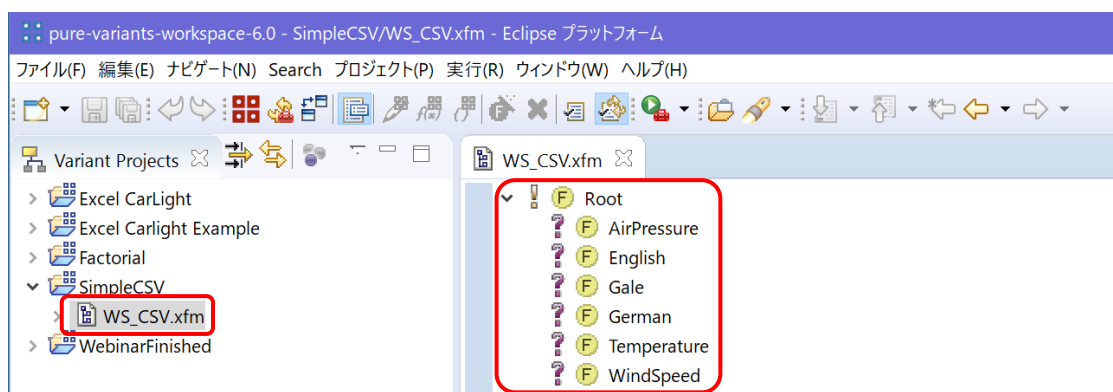 pure-variants-workspace-6.0 - SimpleCSV/WS_CSV.xfm - Eclipse プラットフォーム
ファイル(F) 編集(E) ナビゲート(N) Search プロジェクト(P) 実行(R) ウィンドウ(W) ヘルプ(H)
Variant Projects
Excel CarLight
Excel Carlight Example
Factorial
SimpleCSV
WS_CSV.xfm
WebinarFinished
WS_CSV.xfm
! F Root
? F AirPressure
? F English
? F Gale
? F German
? F Temperature
? F WindSpeed